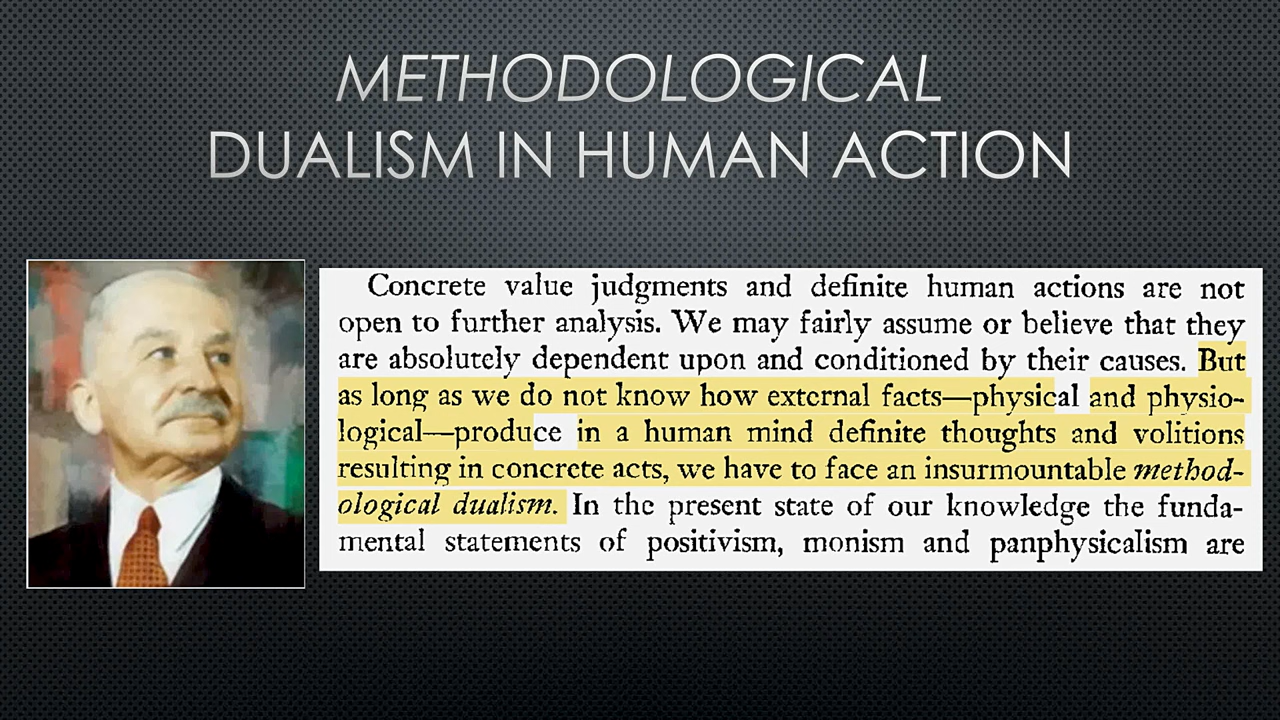 METHODOLOGICAL
DUALISM IN HUMAN ACTION
Concrete value judgments and definite human actions are not
open to further analysis. We may fairly assume or believe that they
are absolutely dependent upon and conditioned by their causes. But
as long as we do not know how external facts—physical and physio-
logical—produce in a human mind definite thoughts and volitions
resulting in concrete acts, we have to face an insurmountable method-
ological dualism. In the present state of our knowledge the funda-
mental statements of positivism, monism and panphysicalism are